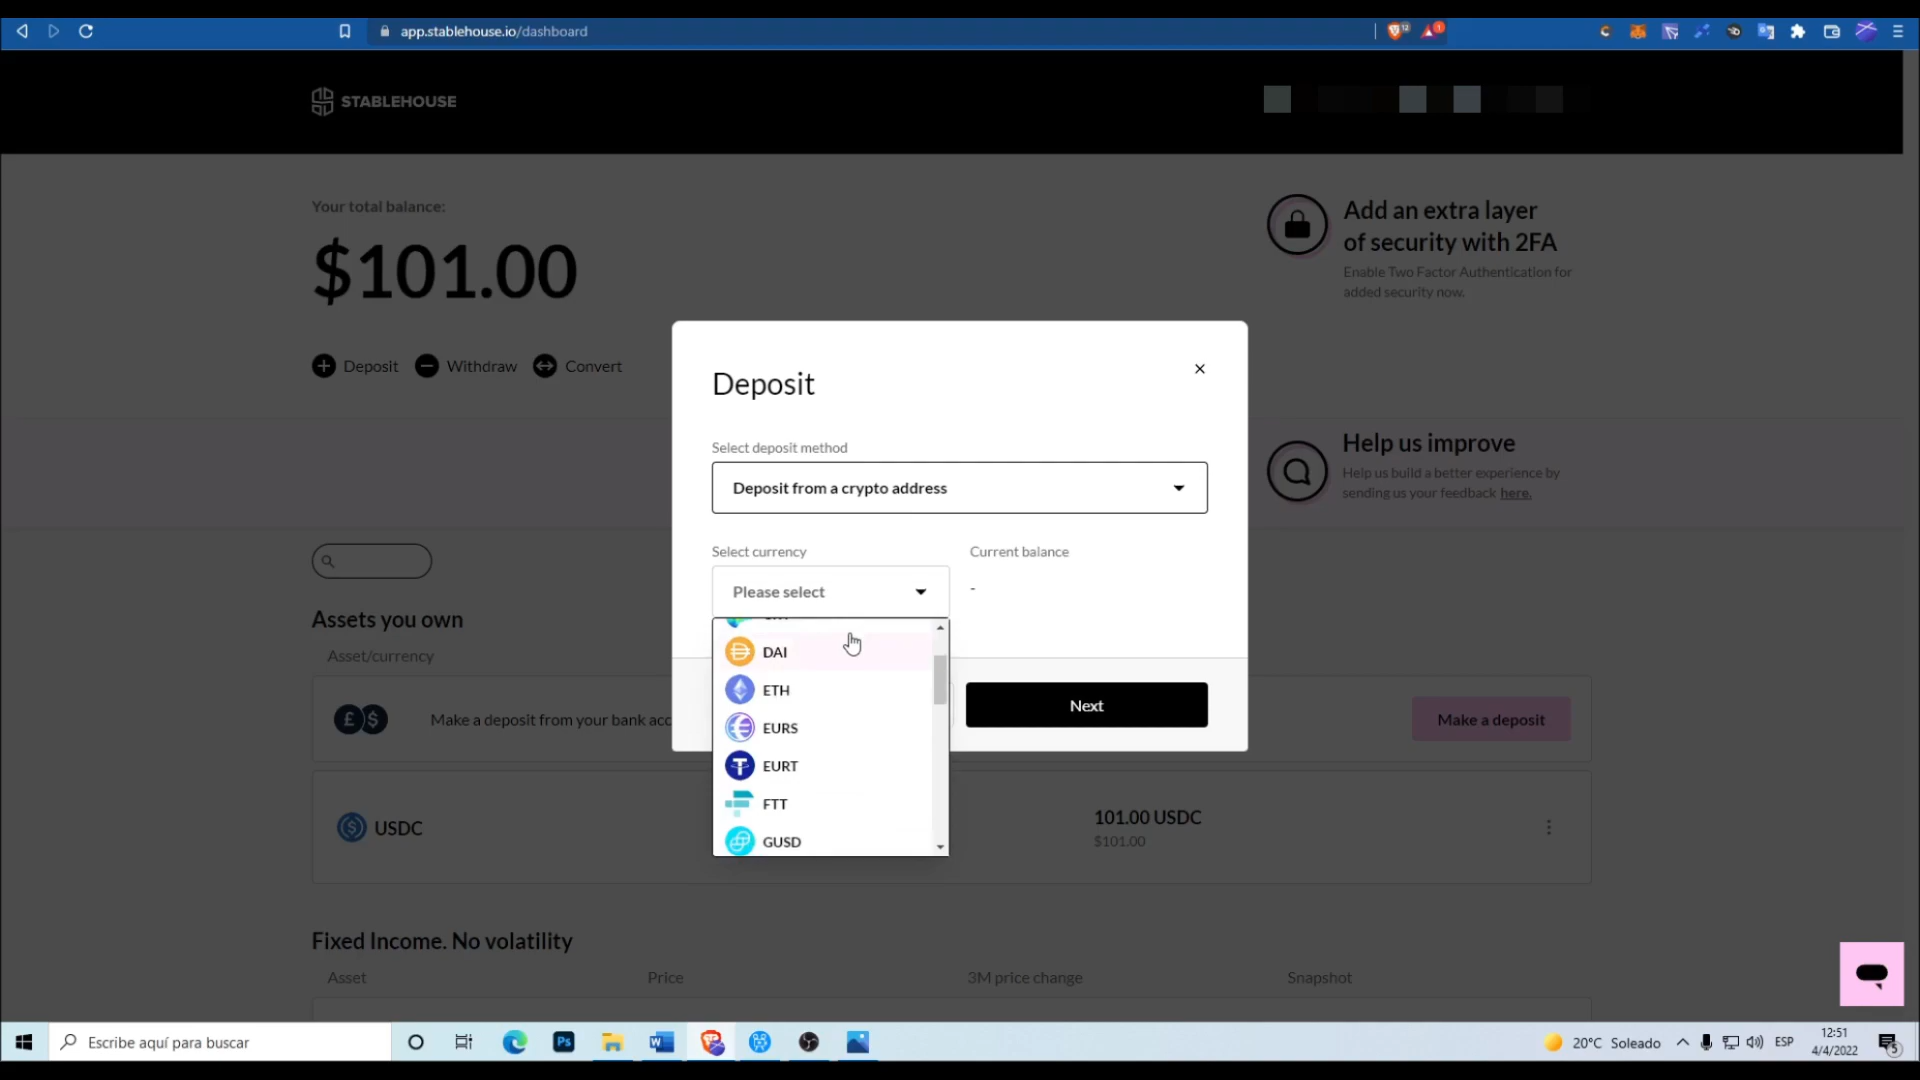 app.stablehouse.io/dashboard
12
1
STABLEHOUSE
Your total balance:
$101.00
Add an extra layer
of security with 2FA
Enable Two Factor Authentication for
added security now.
Deposit
Withdraw
Convert
Deposit
Select deposit method
Deposit from a crypto address
Select currency
Current balance
Please select
-
DAI
ETH
EURS
EURT
FTT
GUSD
Next
Help us improve
Help us build a better experience by
sending us your feedback here.
Assets you own
Asset/currency
£ $
Make a deposit from your bank acc
Make a deposit
USDC
101.00 USDC
$101.00
Fixed Income. No volatility
Asset
Price
3M price change
Snapshot
Escribe aquí para buscar
Ps
20°C Soleado
ESP
12:51
4/4/2022
5